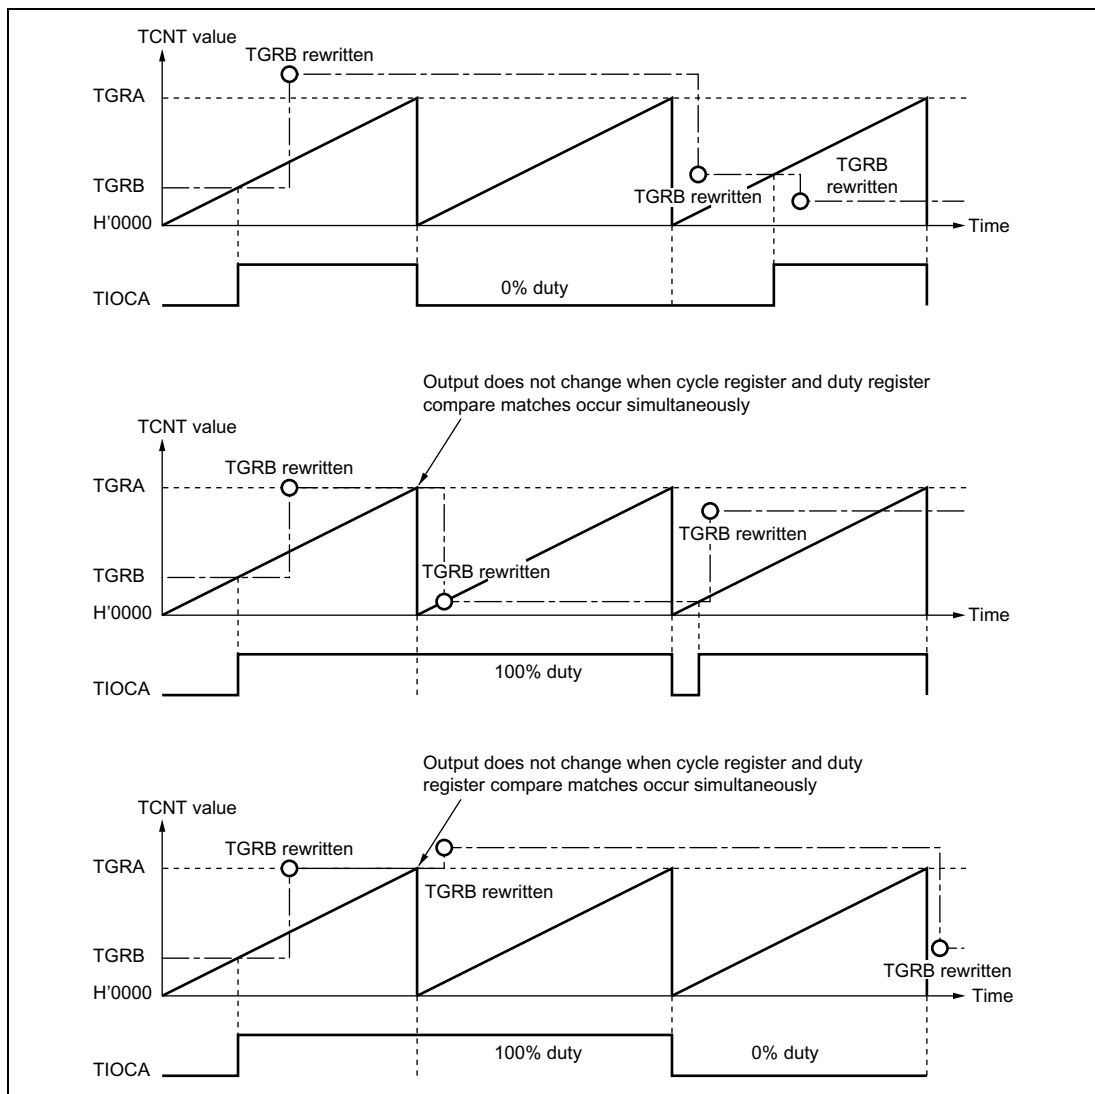 TCNT value
TGRB rewritten
TGRA
TGRB
rewritten
TGRB
TGRB rewritten
H'0000
Time
0% duty
TIOCA
Output does not change when cycle register and duty register
compare matches occur simultaneously
TCNT value
TGRB rewritten
TGRA
TGRB rewritten
TGRB
TGRB rewritten
H'0000
Time
100% duty
TIOCA
Output does not change when cycle register and duty
register compare matches occur simultaneously
TCNT value
TGRB rewritten
TGRA
TGRB rewritten
TGRB
TGRB rewritten
H'0000
Time
100% duty
0% duty
TIOCA